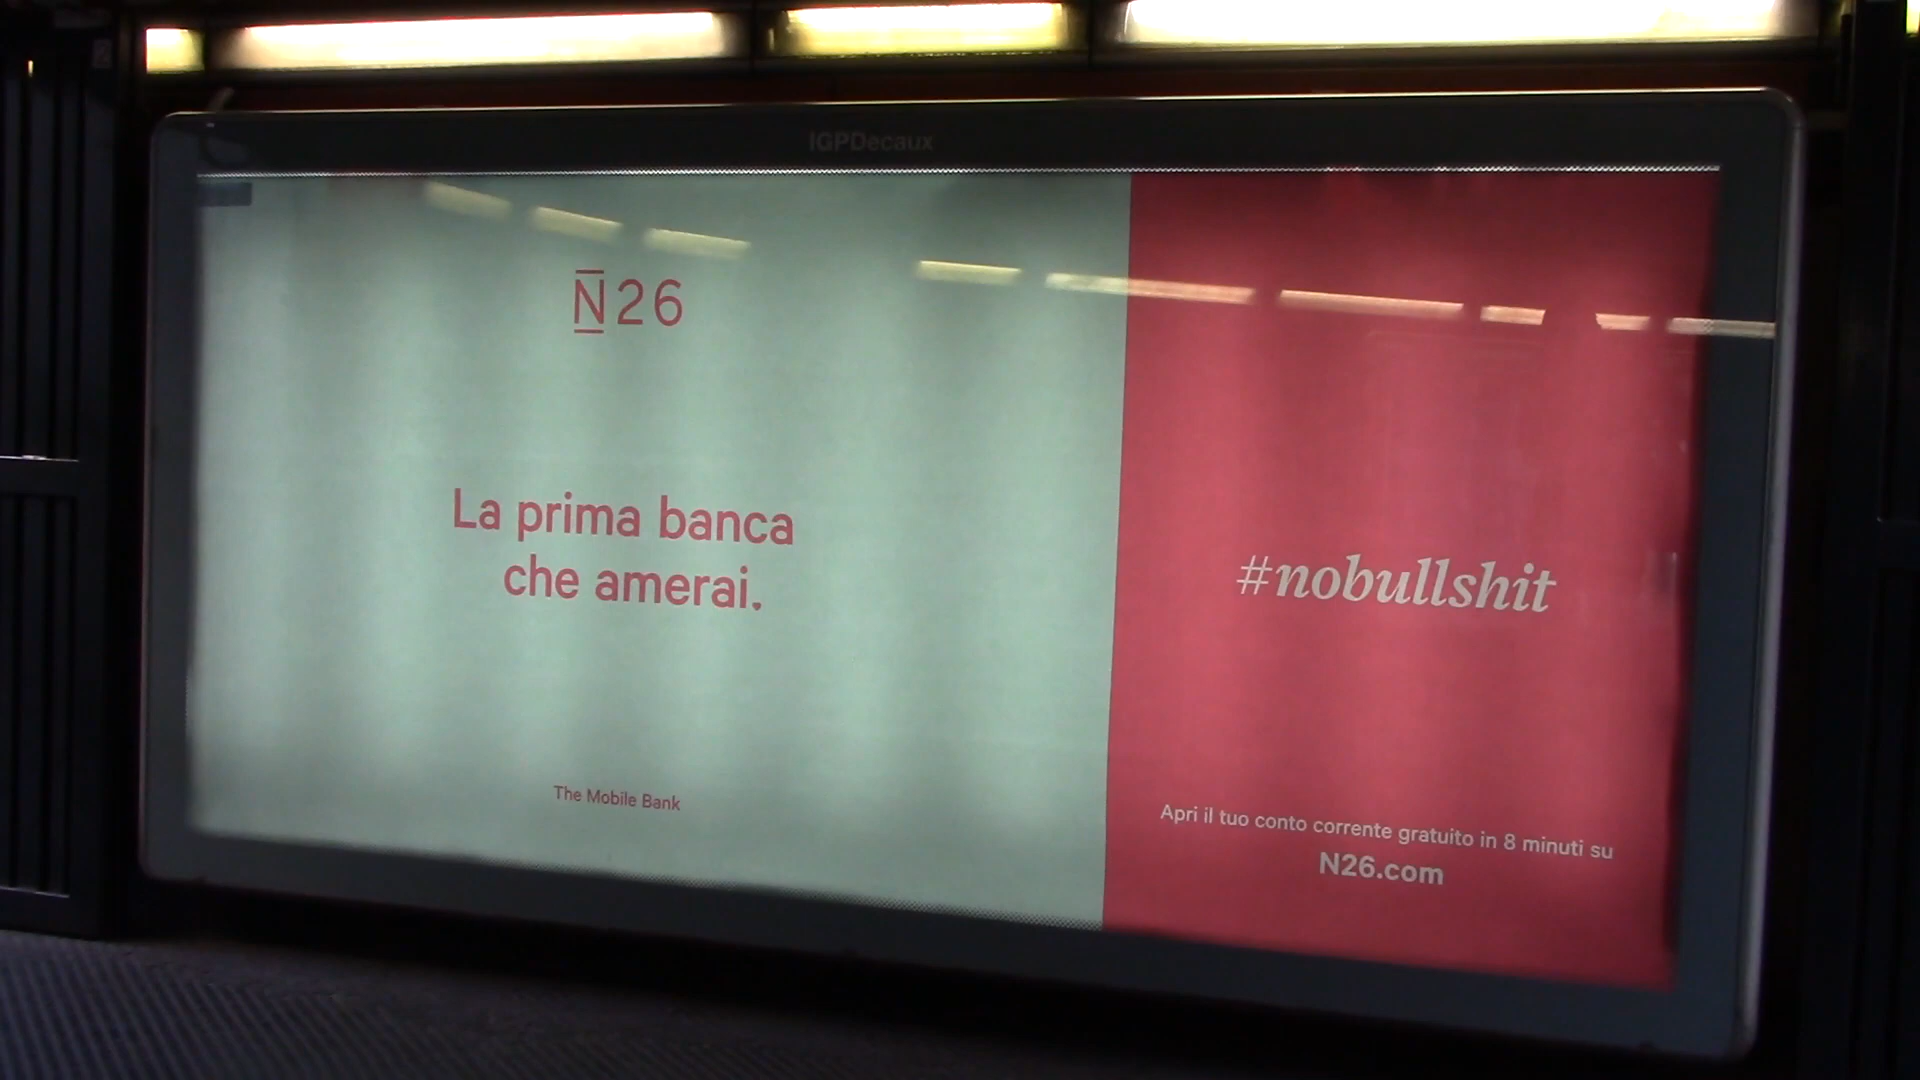 IGPDecaux
N26
La prima banca
che amerai.
The Mobile Bank
#nobullshit
Apri il tuo conto corrente gratuito in 8 minuti su
N26.com